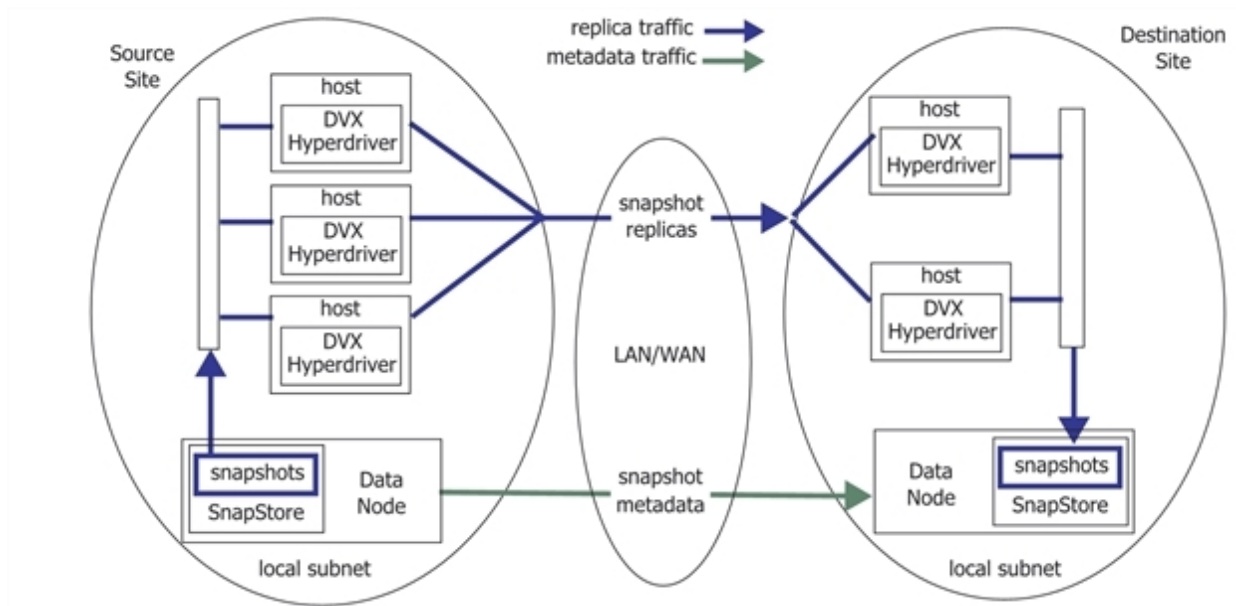 replica traffic
metadata traffic
Source
Site
host
DVX
Hyperdriver
host
DVX
Hyperdriver
host
DVX
Hyperdriver
snapshots
SnapStore
Data
Node
local subnet
snapshot
replicas
LAN/WAN
snapshot
metadata
Destination
Site
host
DVX
Hyperdriver
host
DVX
Hyperdriver
Data
Node
snapshots
SnapStore
local subnet